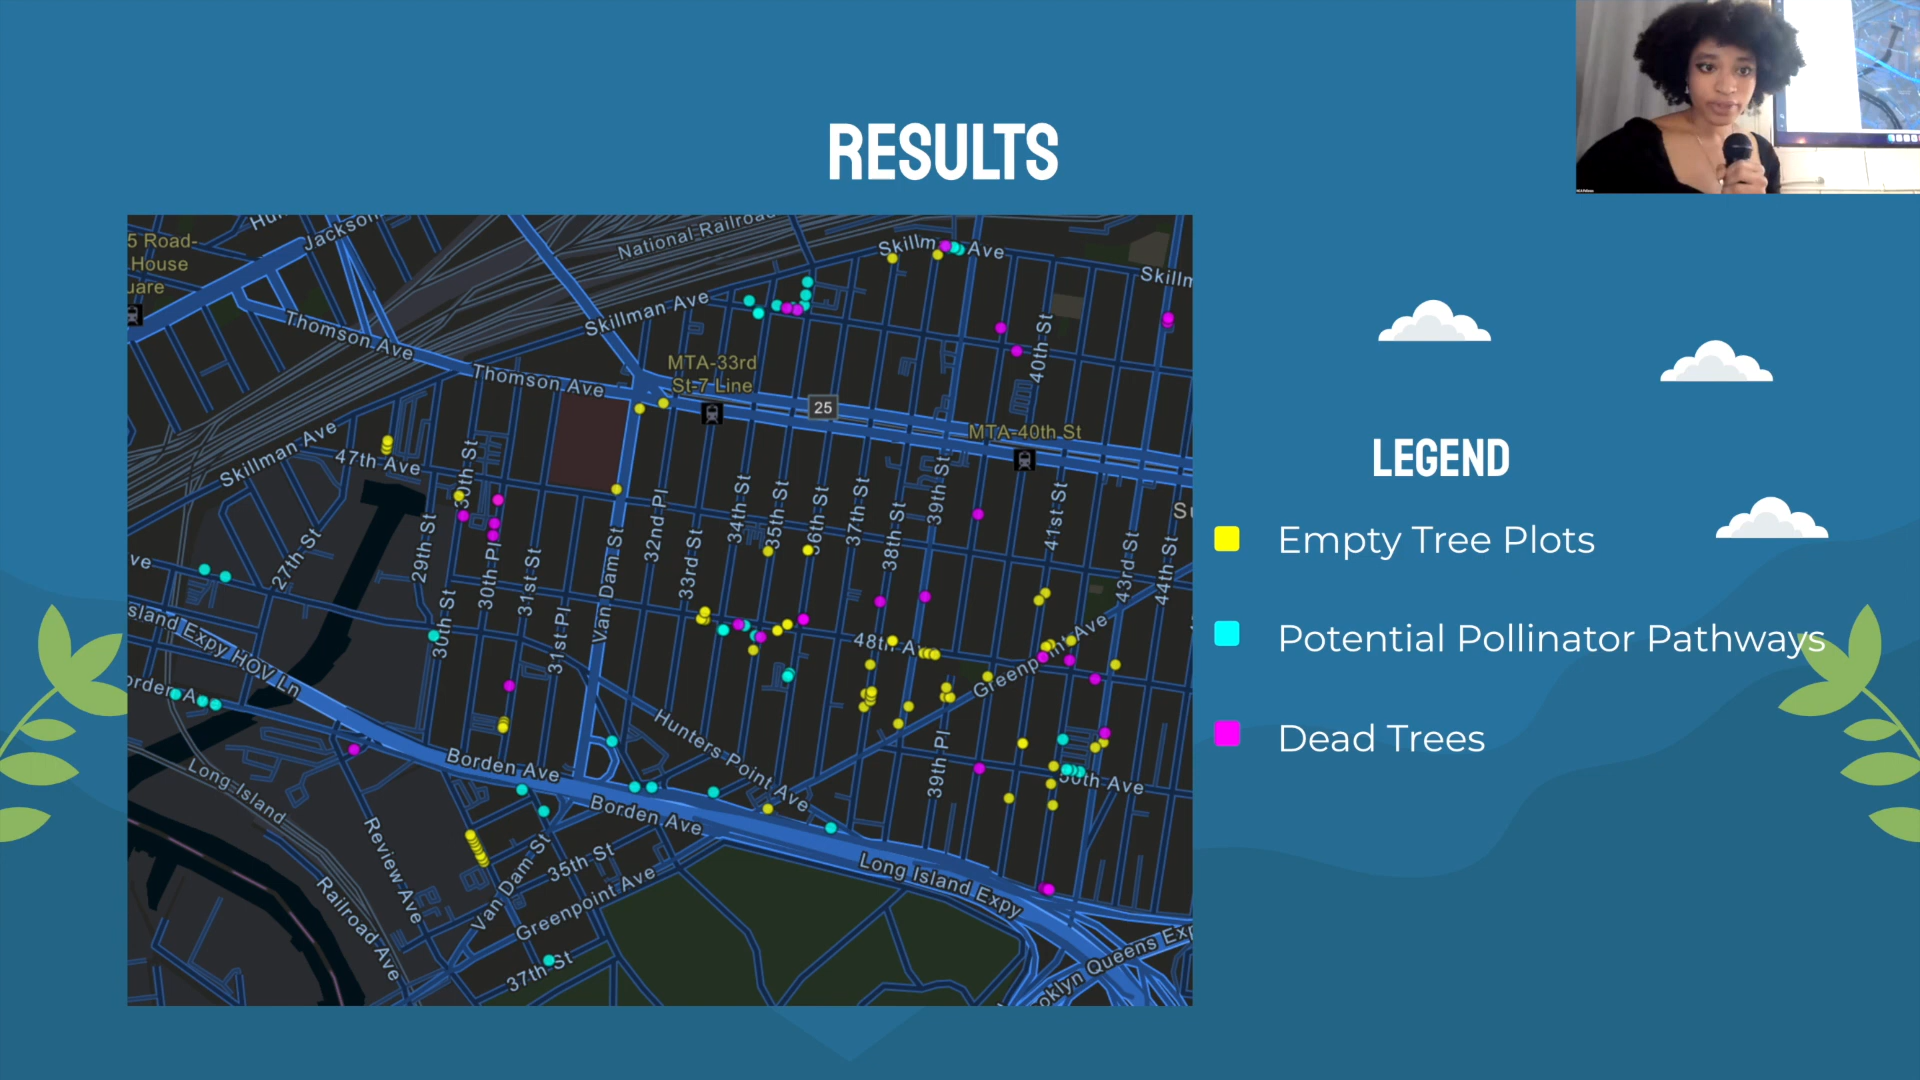 RESULTS
5 Road-
House
uare
Jackson
National Railroad
Skillm Ave
Skillm
Skillman Ave
Thomson Ave
MTA-33rd
St-7 Line
Thomson Ave
25
40th St
MTA-40th St
Skillman Ave
47th Ave
30th St
29th St
27th St
30th Pl
31st St
31st Pl
Van Dam St
32nd Pl
33rd St
34th St
35th St
36th St
37th St
38th St
39th St
41st St
43rd St
44th St
ve
sland Expy HOV Ln
30th St
48th Av
Greenpoint Ave
Hunters Point Ave
39th Pl
50th Ave
Borden Ave
Borden Ave
Long Island
Review Ave
Railroad Ave
Van Dam St
35th St
Greenpoint Ave
37th St
Long Island Expy
oklyn Queens Exp
LEGEND
Empty Tree Plots
Potential Pollinator Pathways
Dead Trees